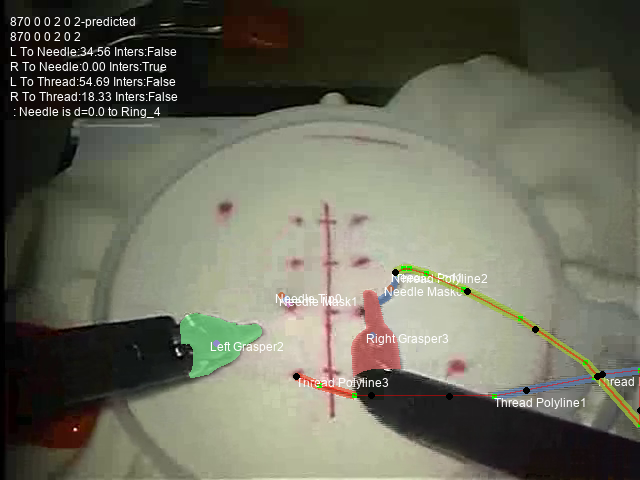 870 0 0 2 0 2-predicted
870 0 0 2 0 2
L To Needle:34.56 Inters:False
R To Needle:0.00 Inters:True
L To Thread:54.69 Inters:False
R To Thread:18.33 Inters:False
: Needle is d=0.0 to Ring_4
Thread Polyline2
Needle Mask0
Needle Tip0
Needle Mask1
Right Grasper3
Left Grasper2
Thread Polyline3
Thread
Thread Polyline1